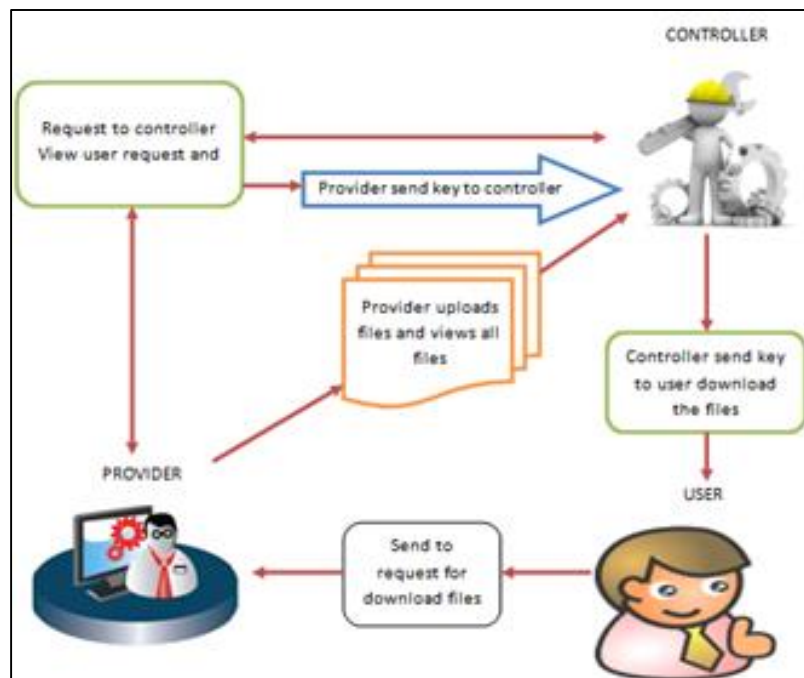 CONTROLLER
Request to controller
View user request and
Provider send key to controller
Provider uploads
files and views all
files
Controller send key
to user download
the files
PROVIDER
USER
Send to
request for
download files